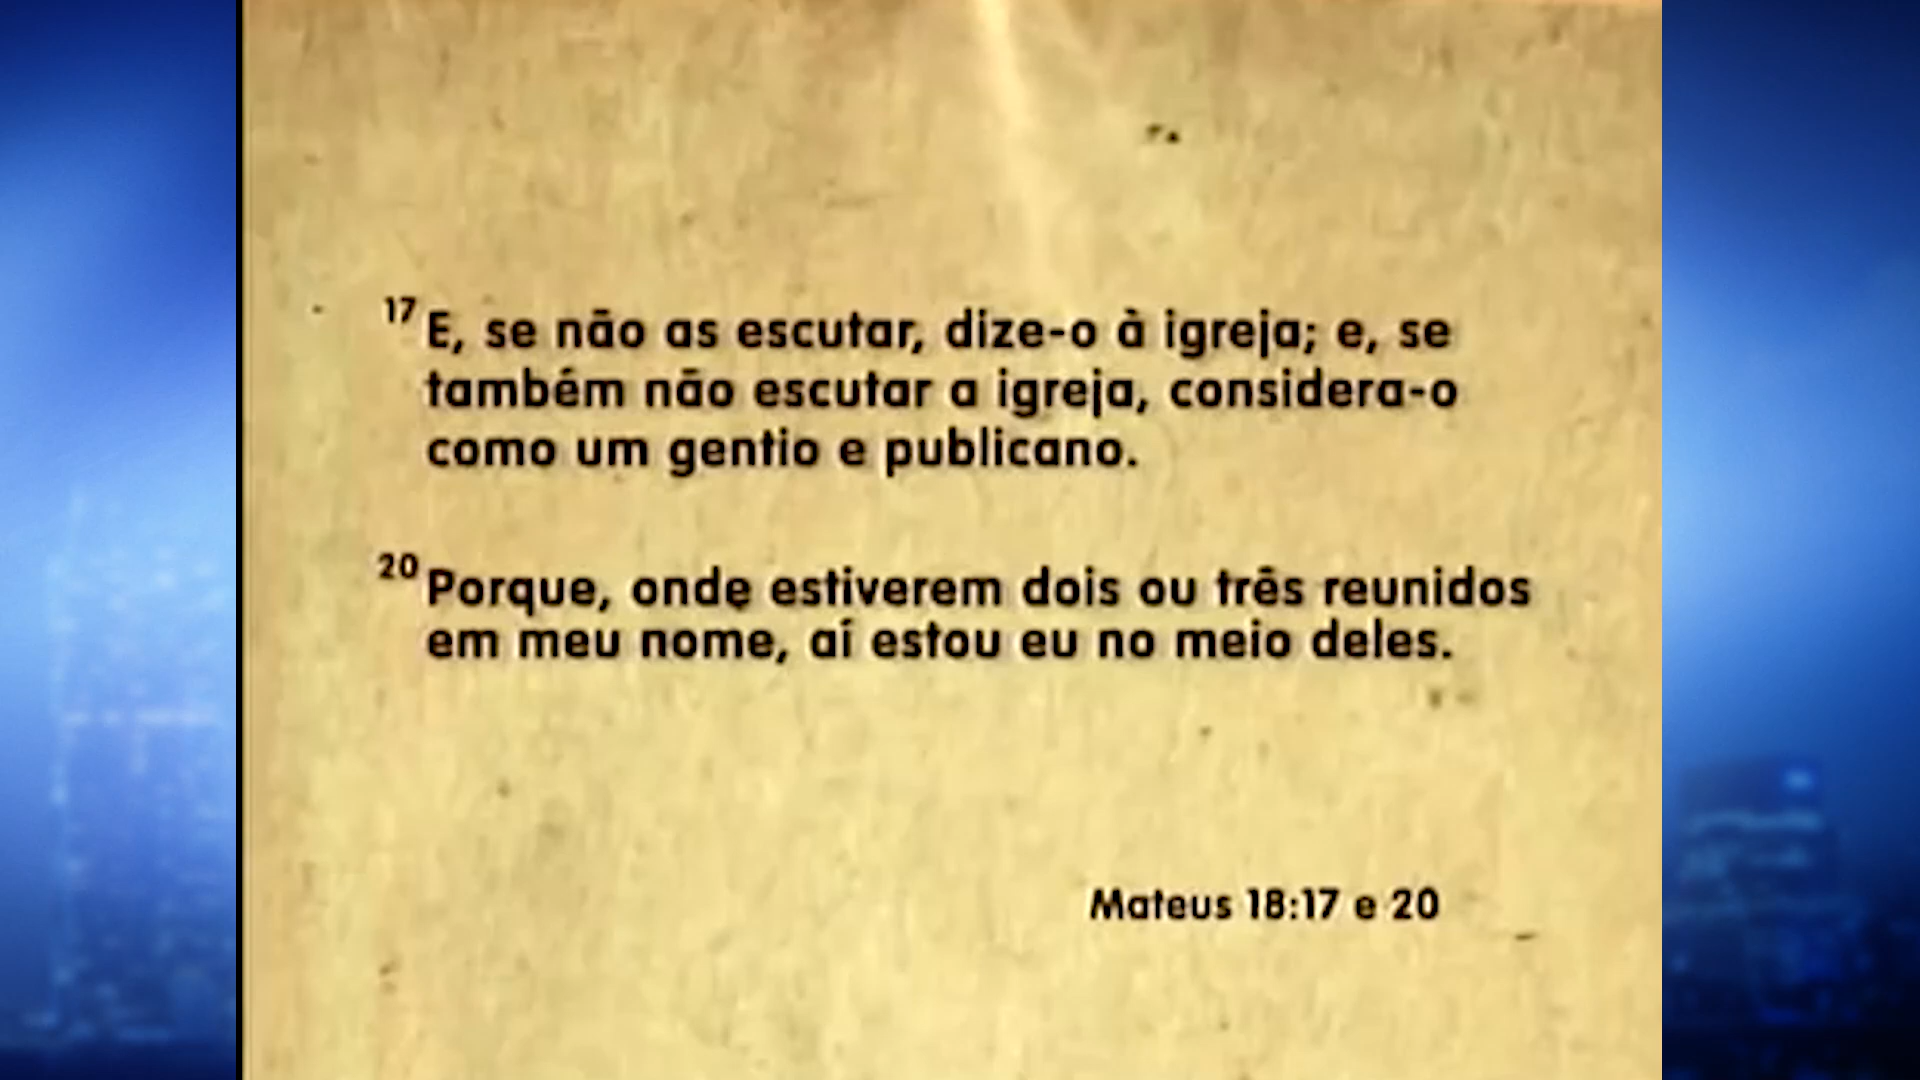 17 E, se não as escutar, dize-o à igreja; e, se
também não escutar a igreja, considera-o
como um gentio e publicano.
20 Porque, onde estiverem dois ou três reunidos
em meu nome, aí estou eu no meio deles.
Mateus 18:17 e 20